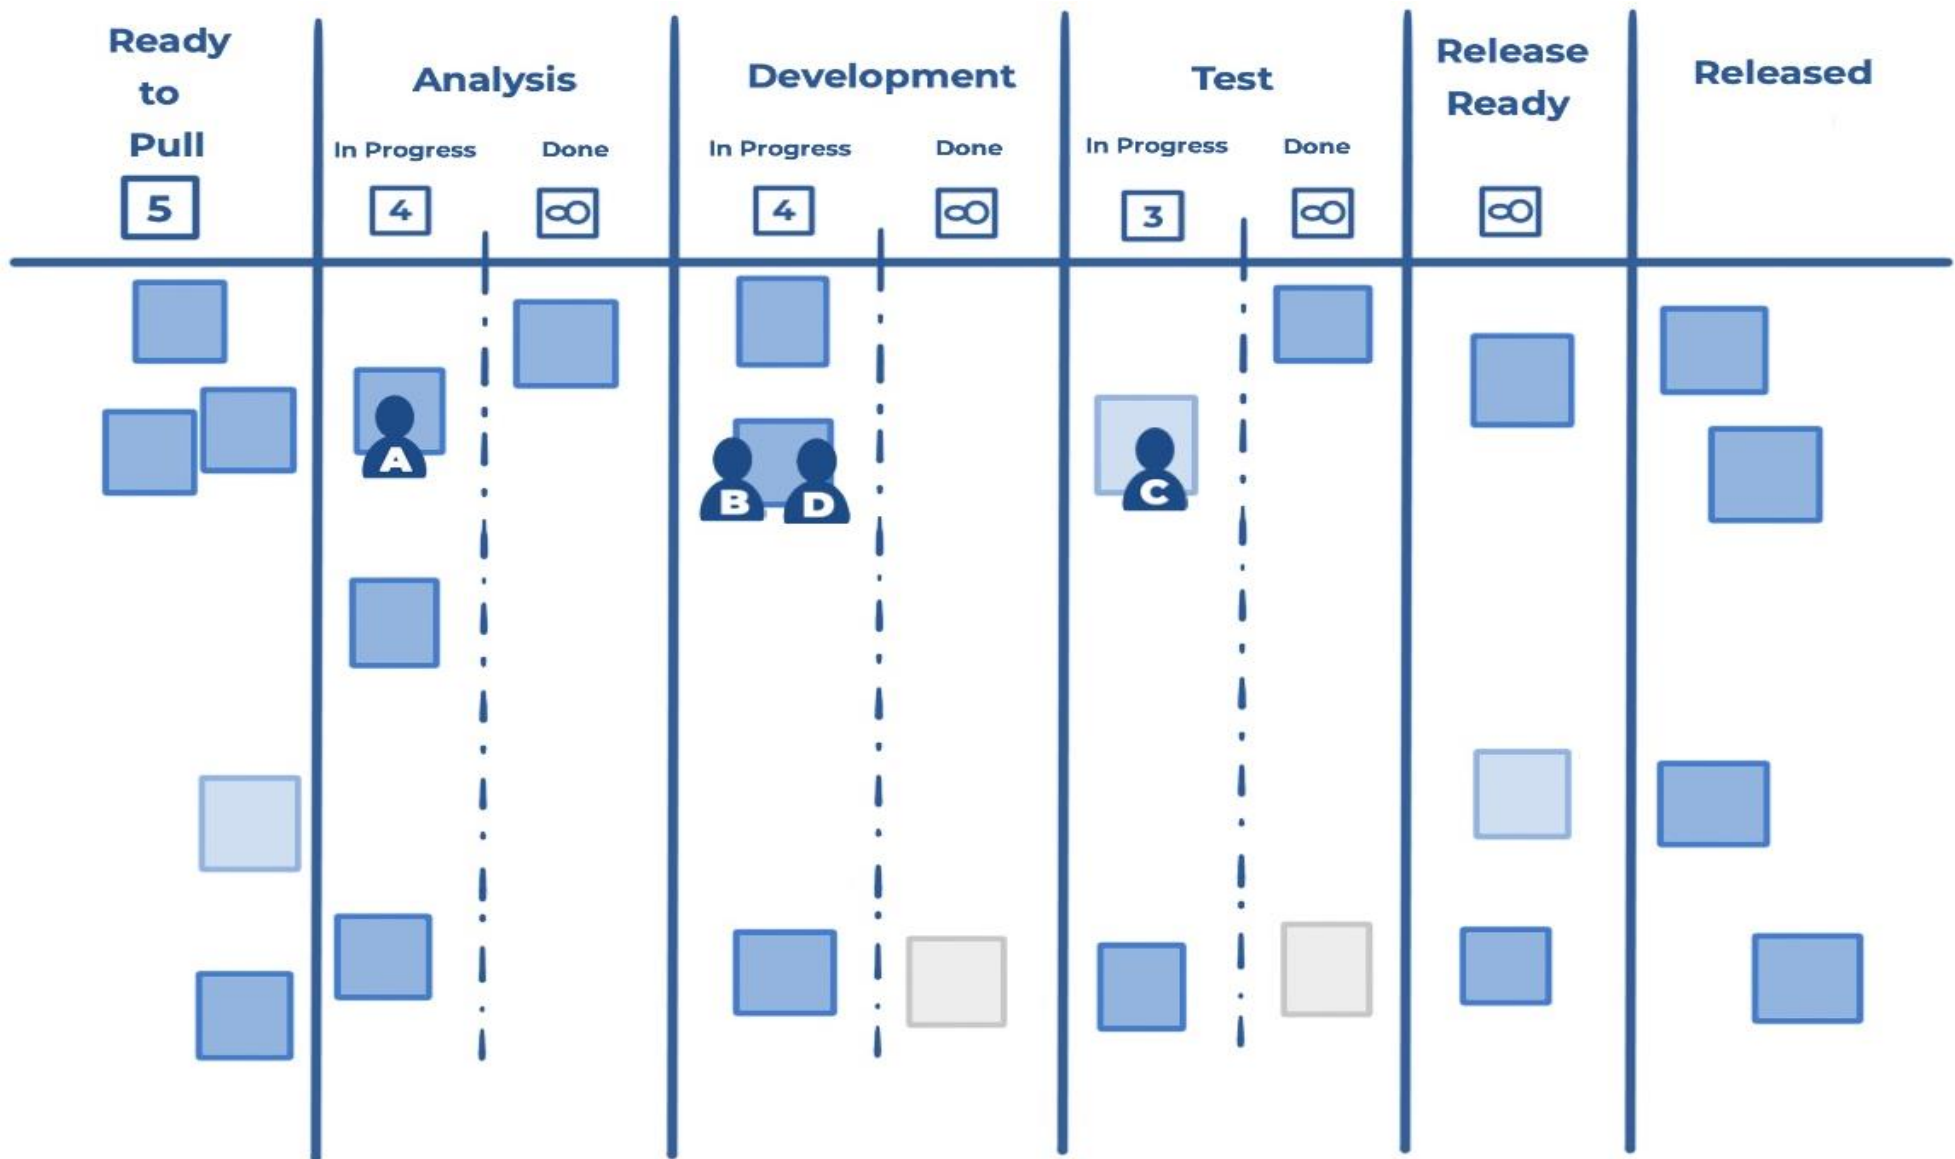 Ready
to
Pull
5
Analysis
In Progress
Done
4
∞
Development
In Progress
Done
4
∞
Test
In Progress
Done
3
∞
Release
Ready
∞
Released
A
B
D
C